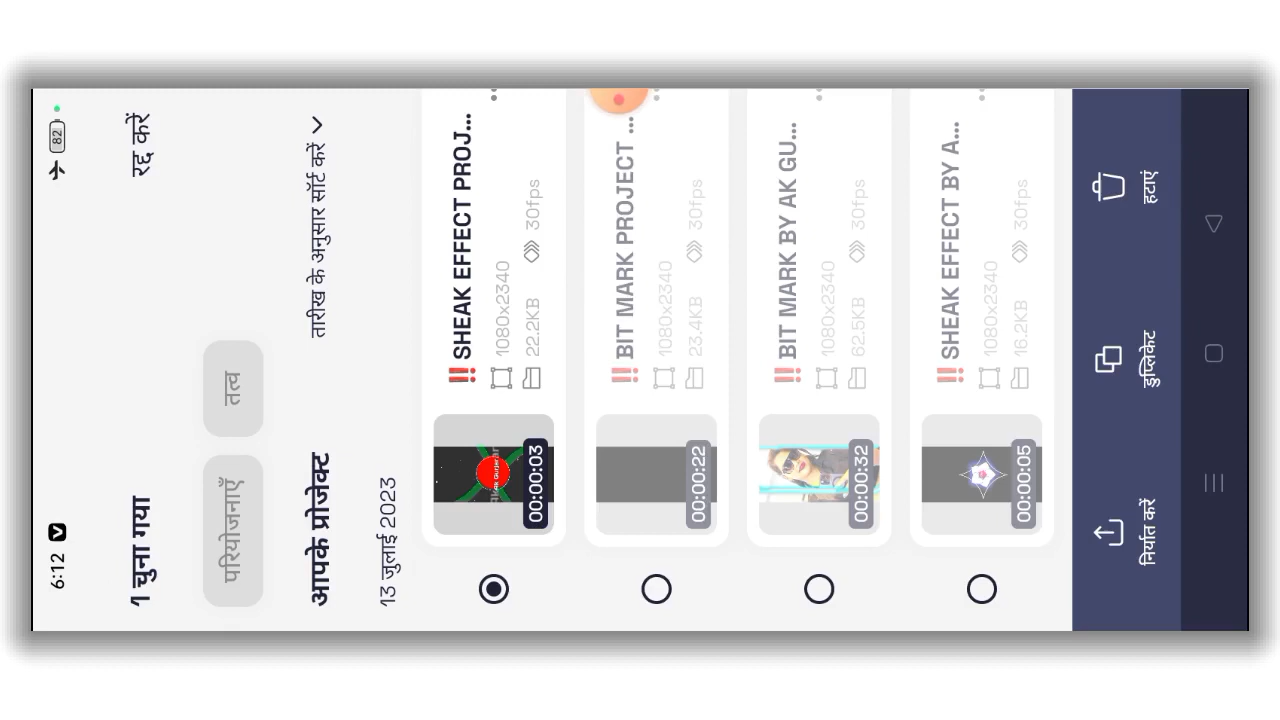 6:12
82
1 चुना गया
रद्द करें
परियोजनाएँ
तत्व
आपके प्रोजेक्ट
तारीख के अनुसार सॉर्ट करें
13 जुलाई 2023
00:00:03
‼️ SHEAK EFFECT PROJ...
1080x2340
22.2KB 30fps
00:00:22
‼️ BIT MARK PROJECT ...
1080x2340
23.4KB 30fps
00:00:32
‼️ BIT MARK BY AK GU...
1080x2340
62.5KB 30fps
00:00:05
‼️ SHEAK EFFECT BY A...
1080x2340
16.2KB 30fps
निर्यात करें
डुप्लिकेट
हटाएं